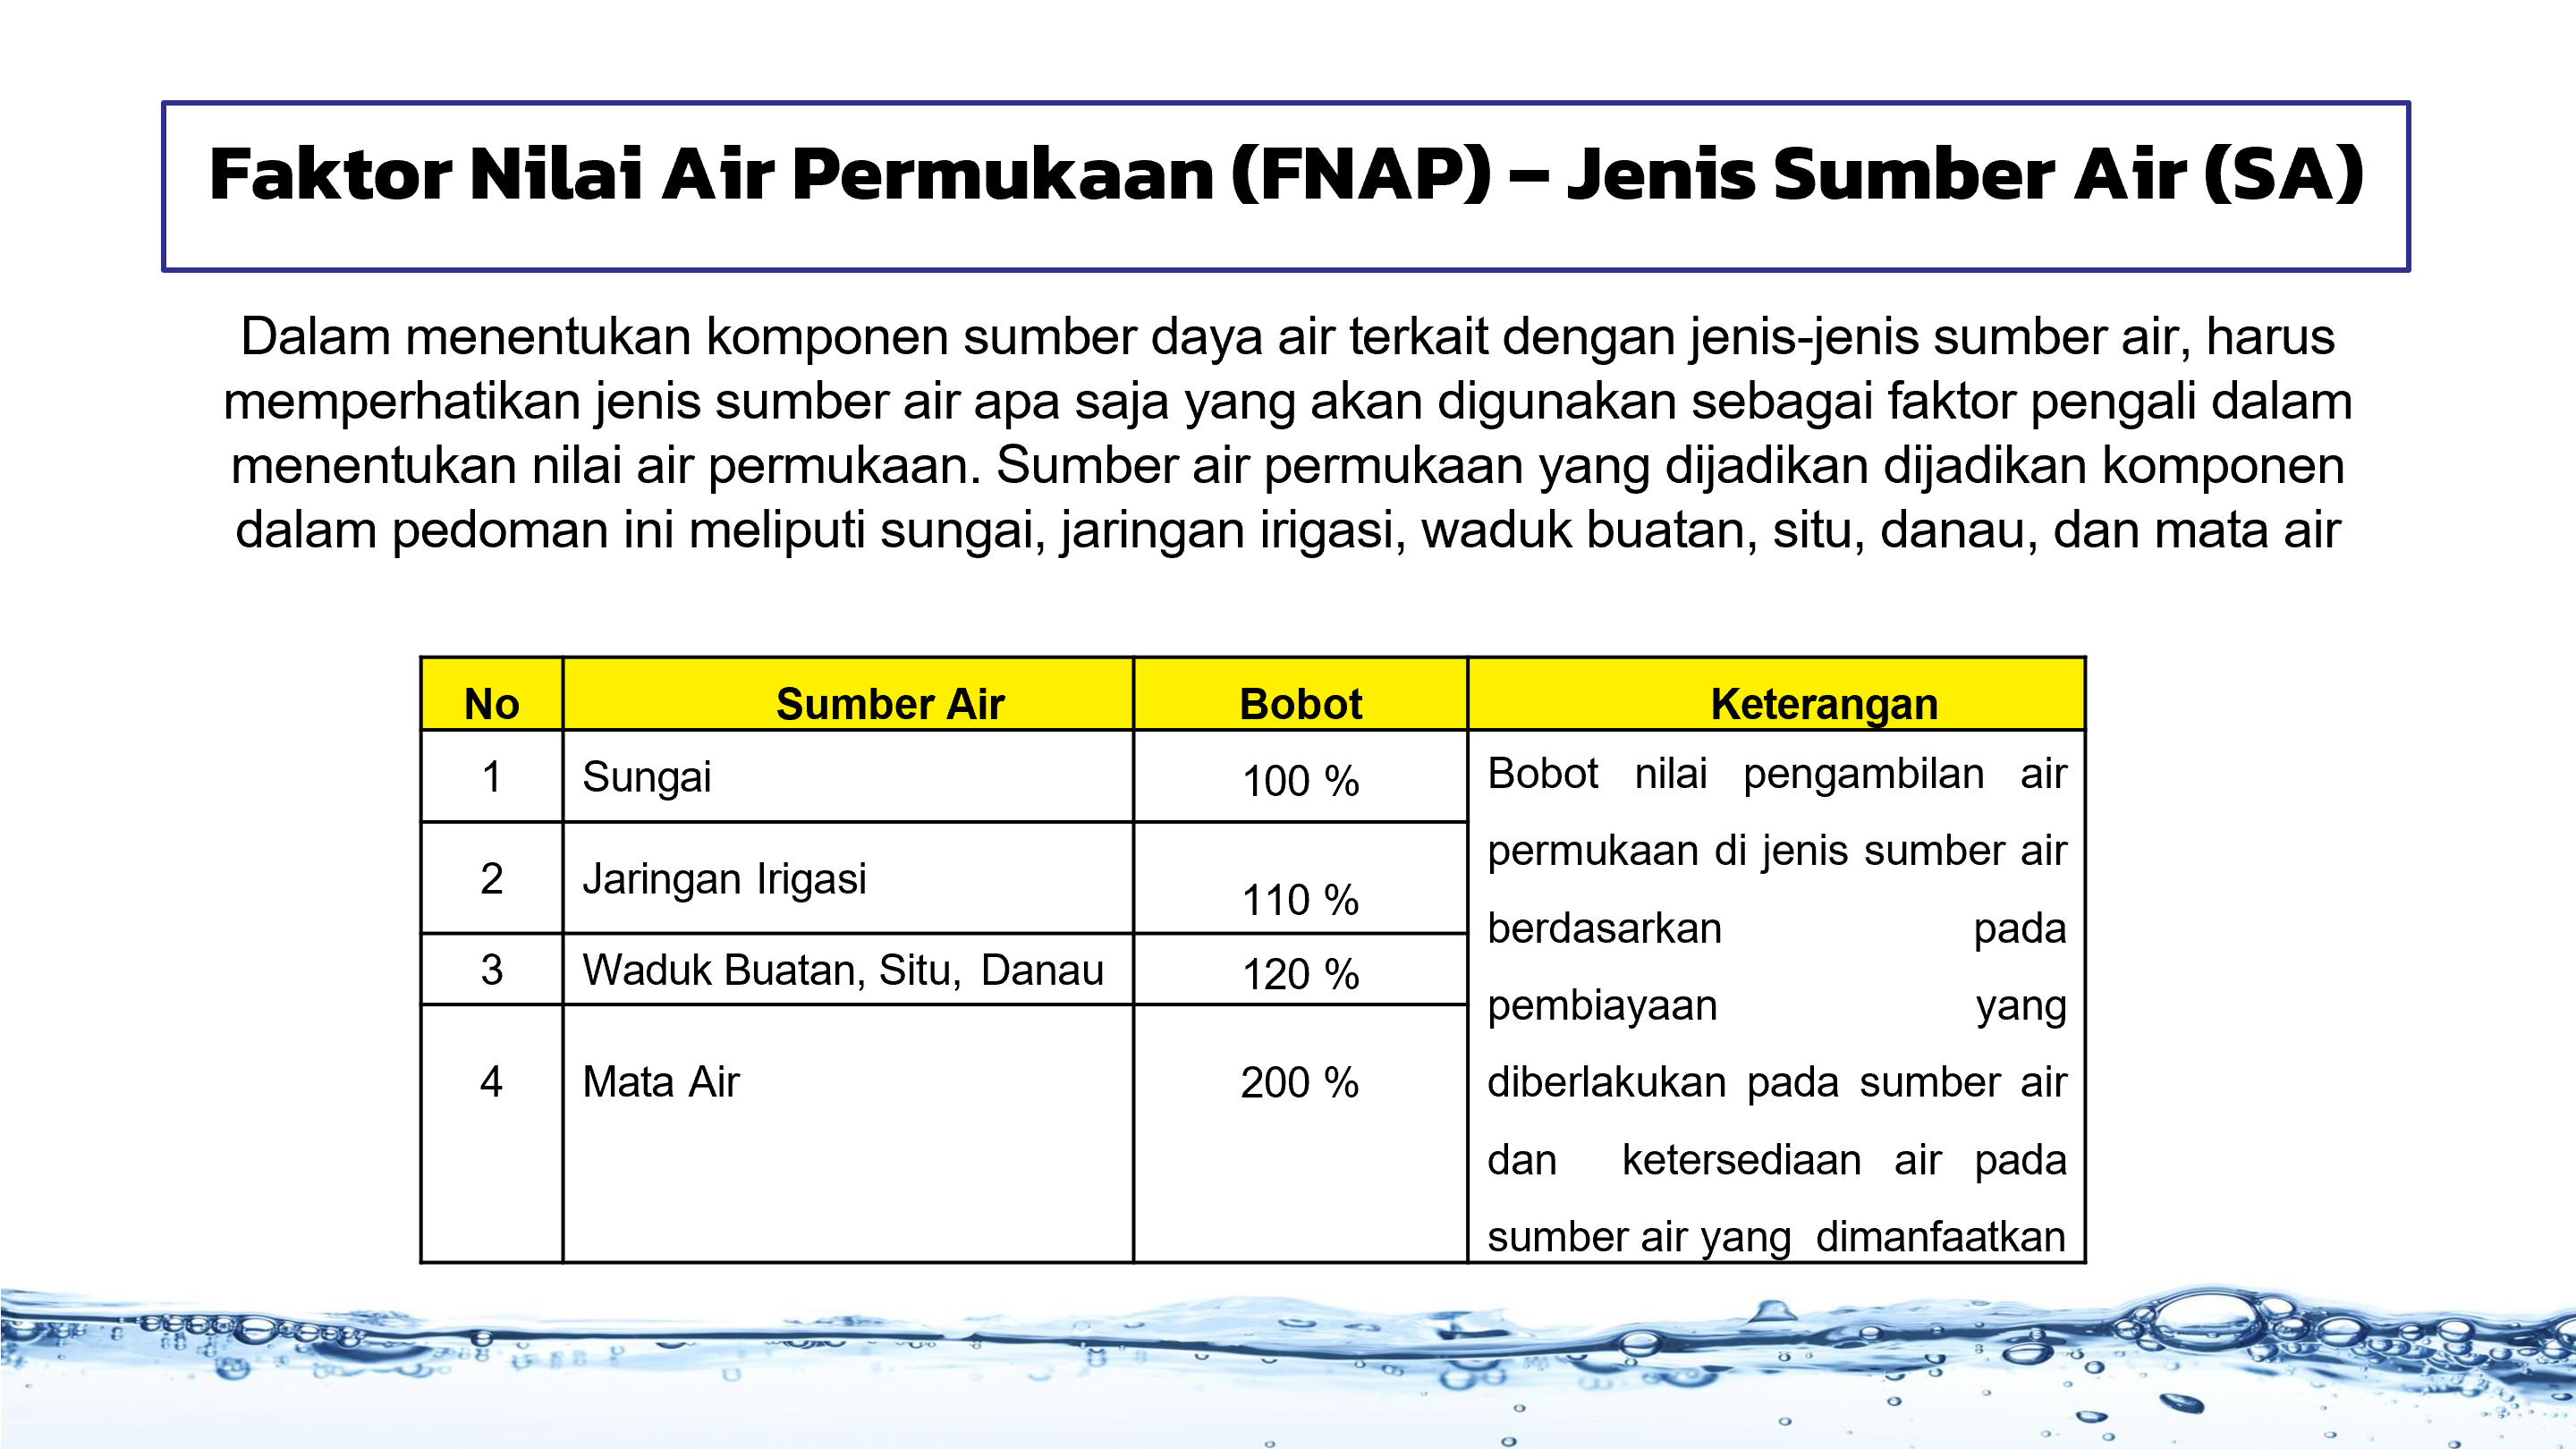 Faktor Nilai Air Permukaan (FNAP) – Jenis Sumber Air (SA)
Dalam menentukan komponen sumber daya air terkait dengan jenis-jenis sumber air, harus
memperhatikan jenis sumber air apa saja yang akan digunakan sebagai faktor pengali dalam
menentukan nilai air permukaan. Sumber air permukaan yang dijadikan dijadikan komponen
dalam pedoman ini meliputi sungai, jaringan irigasi, waduk buatan, situ, danau, dan mata air
No Sumber Air Bobot Keterangan
1 Sungai 100 %
2 Jaringan Irigasi 110 %
3 Waduk Buatan, Situ, Danau 120 %
4 Mata Air 200 %
Bobot nilai pengambilan air
permukaan di jenis sumber air
berdasarkan pada
pembiayaan yang
diberlakukan pada sumber air
dan ketersediaan air pada
sumber air yang dimanfaatkan